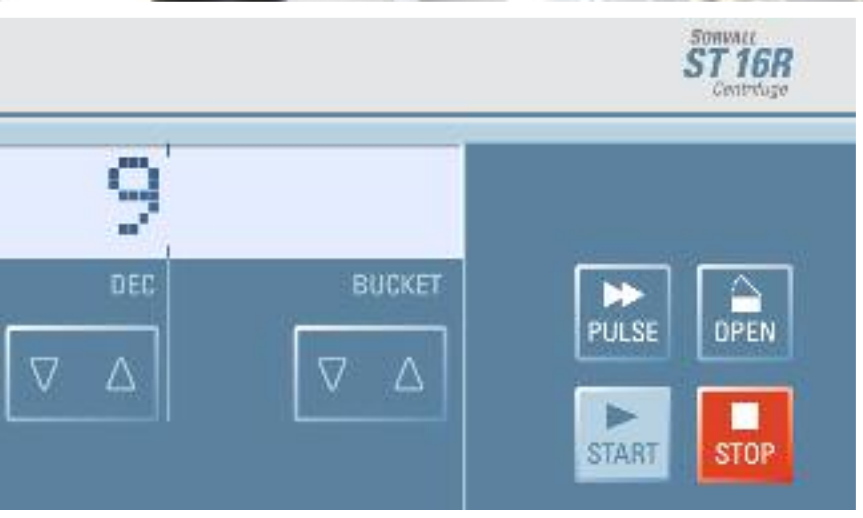 SORVALL
ST 16R
Centrifuge
9
DEC
BUCKET
PULSE
OPEN
START
STOP